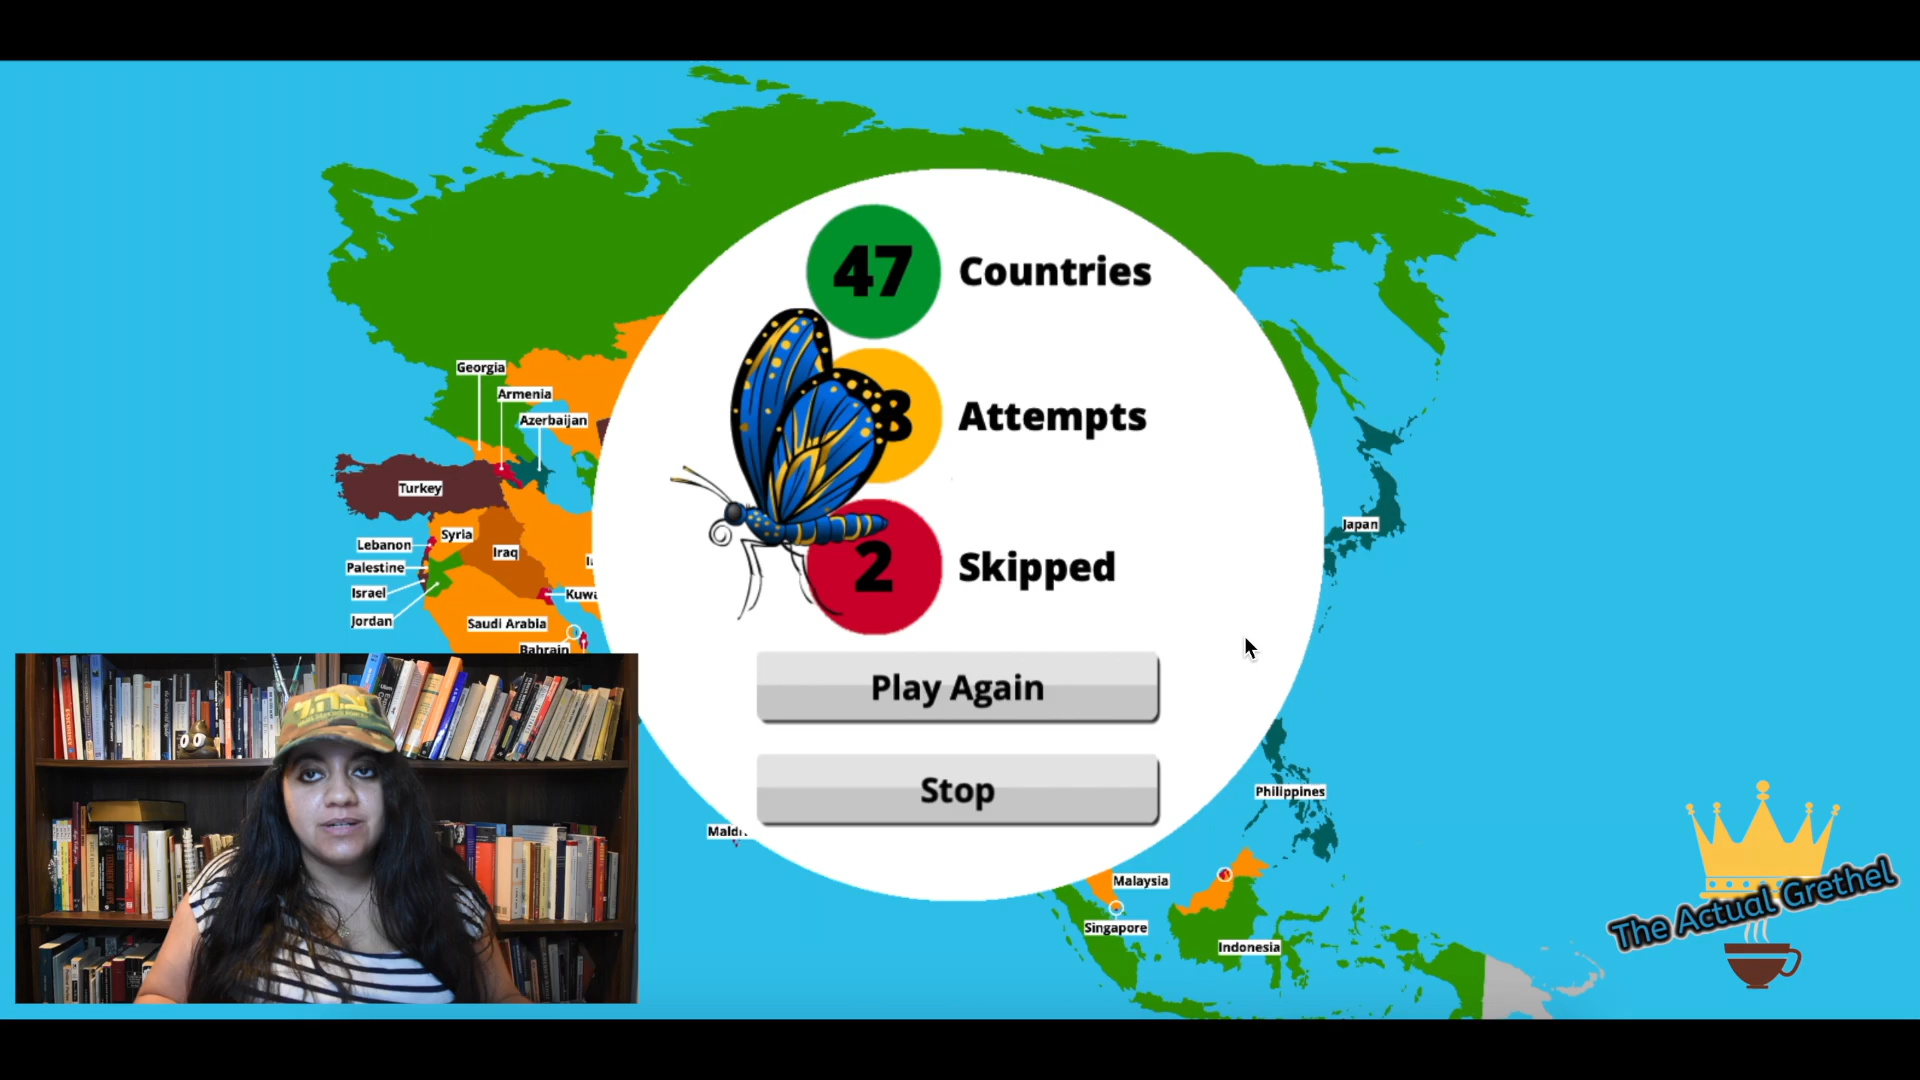 47 Countries
Attempts
2 Skipped
Play Again
Stop
Georgia
Armenia
Azerbaijan
Turkey
Syria
Lebanon
Iraq
Palestine
Israel
Jordan
Saudi Arabia
Bahrain
Japan
Philippines
Malaysia
Singapore
Indonesia
The Actual Grethel
צה"ל